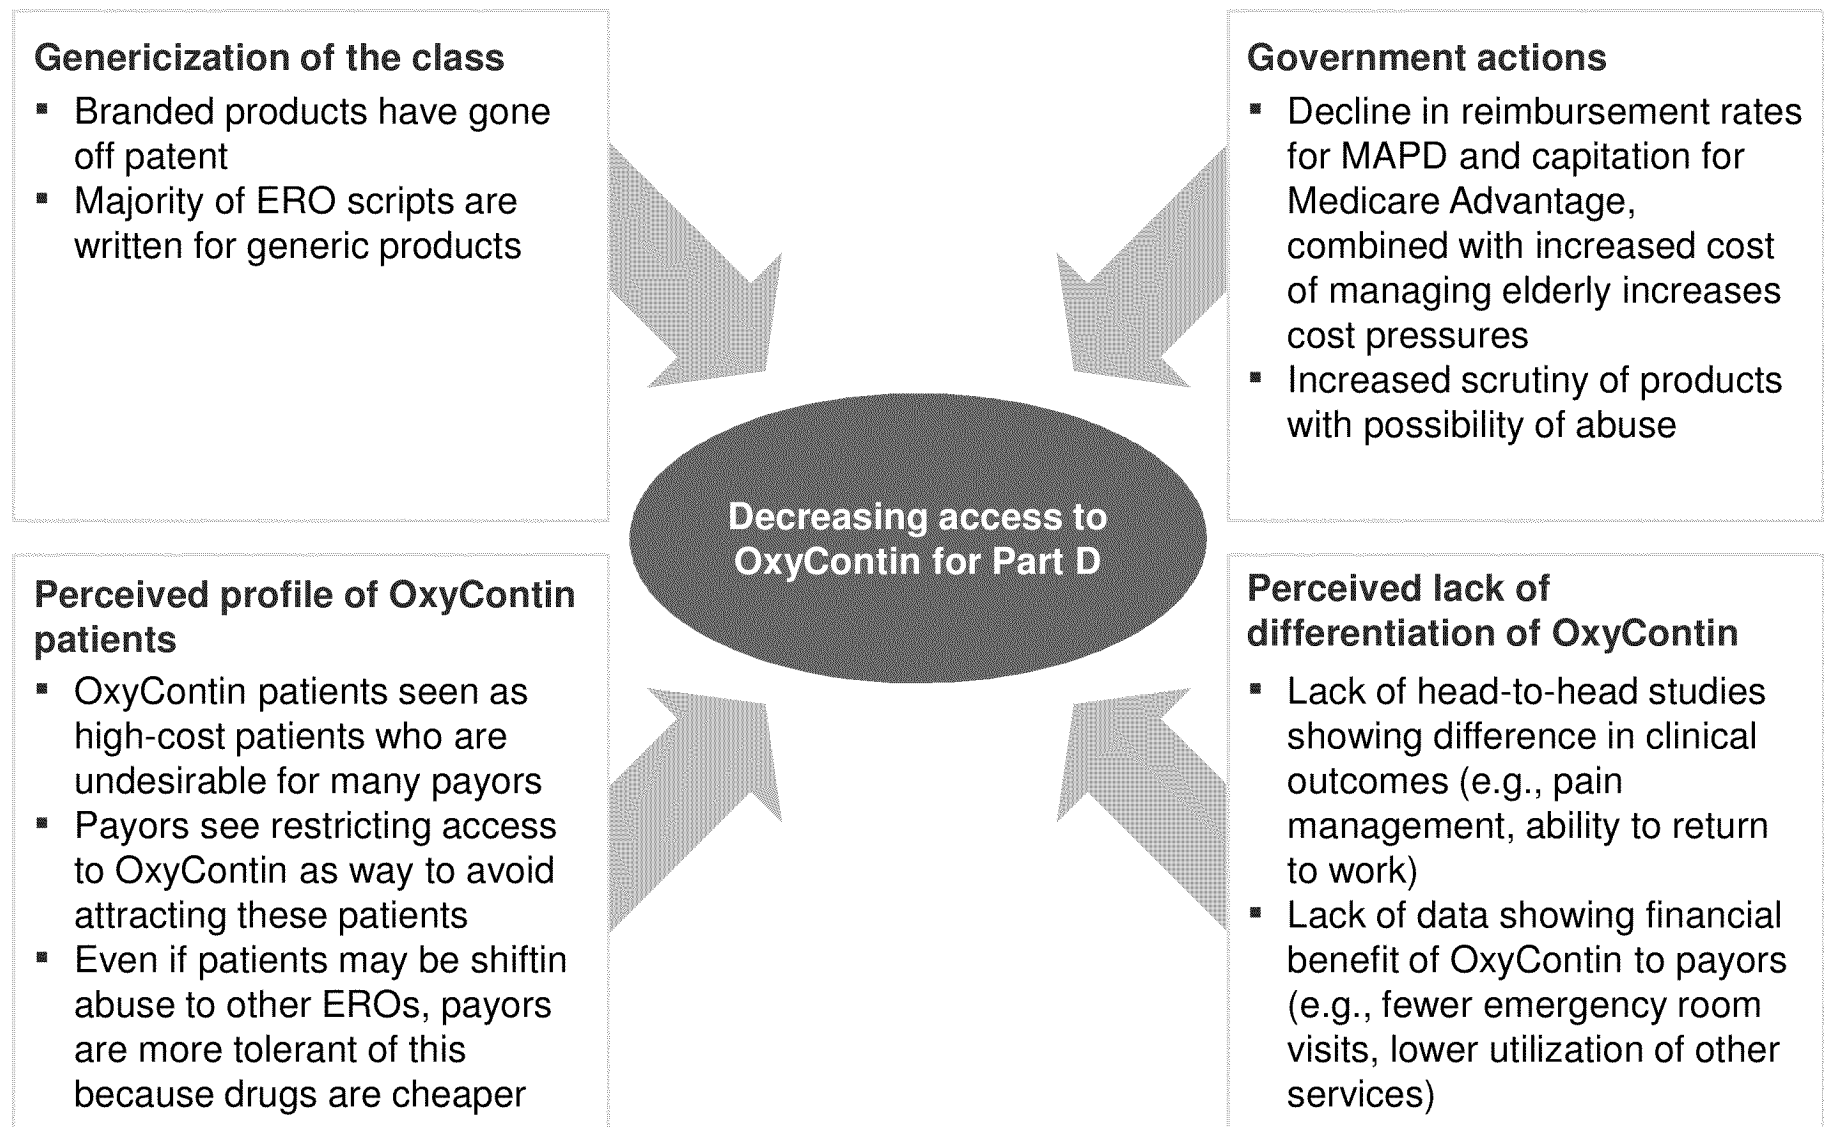 Genericization of the class
▪ Branded products have gone
off patent
▪ Majority of ERO scripts are
written for generic products
Government actions
▪ Decline in reimbursement rates
for MAPD and capitation for
Medicare Advantage,
combined with increased cost
of managing elderly increases
cost pressures
▪ Increased scrutiny of products
with possibility of abuse
Decreasing access to
OxyContin for Part D
Perceived profile of OxyContin
patients
▪ OxyContin patients seen as
high-cost patients who are
undesirable for many payors
▪ Payors see restricting access
to OxyContin as way to avoid
attracting these patients
▪ Even if patients may be shiftin
abuse to other EROs, payors
are more tolerant of this
because drugs are cheaper
Perceived lack of
differentiation of OxyContin
▪ Lack of head-to-head studies
showing difference in clinical
outcomes (e.g., pain
management, ability to return
to work)
▪ Lack of data showing financial
benefit of OxyContin to payors
(e.g., fewer emergency room
visits, lower utilization of other
services)